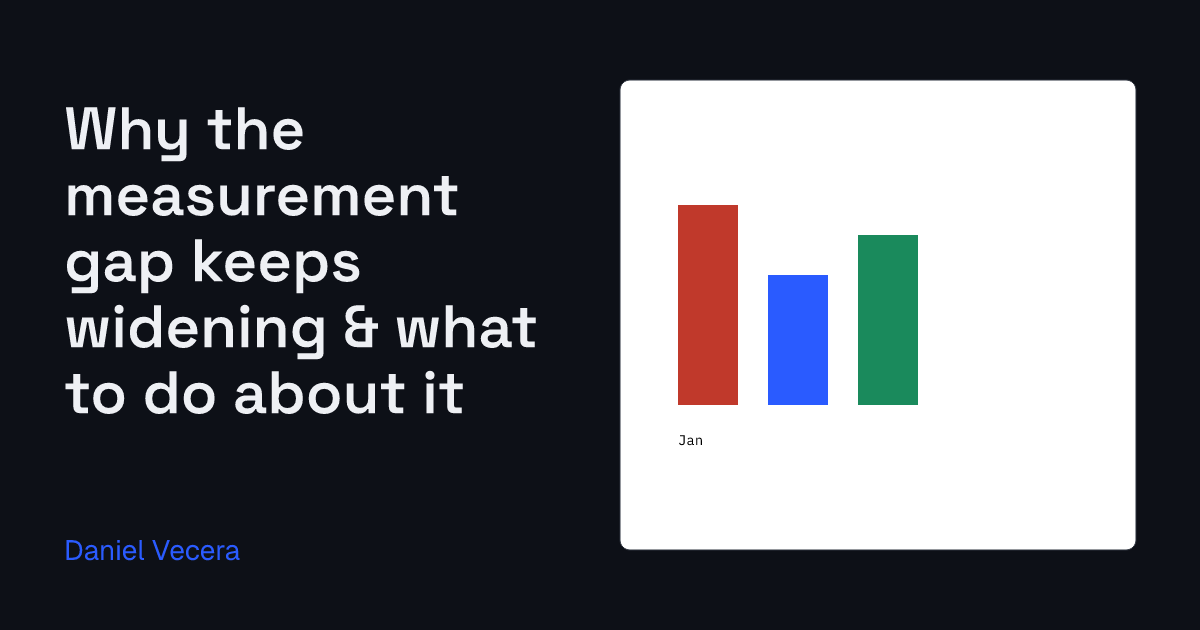 Why the
measurement
gap keeps
widening & what
to do about it
Daniel Vecera
Jan